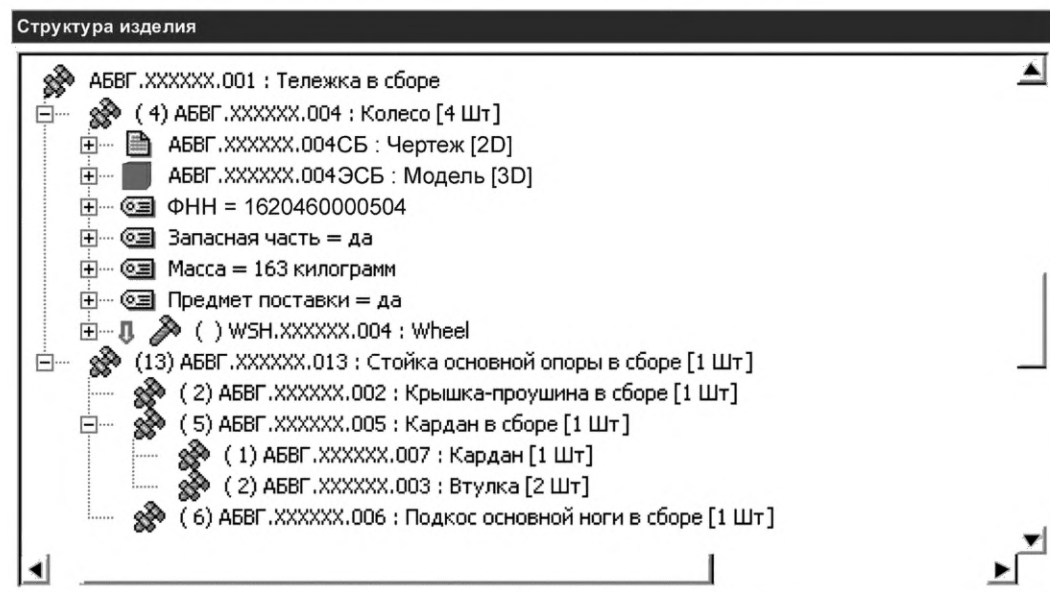 Структура изделия
АБВГ.XXXXXX.001 : Тележка в сборе
( 4) АБВГ.XXXXXX.004 : Колесо [4 Шт]
АБВГ.XXXXXX.004СБ : Чертеж [2D]
АБВГ.XXXXXX.004ЭСБ : Модель [3D]
ФНН = 1620460000504
Запасная часть = да
Масса = 163 килограмм
Предмет поставки = да
( ) WSH.XXXXXX.004 : Wheel
(13) АБВГ.XXXXXX.013 : Стойка основной опоры в сборе [1 Шт]
( 2) АБВГ.XXXXXX.002 : Крышка-проушина в сборе [1 Шт]
( 5) АБВГ.XXXXXX.005 : Кардан в сборе [1 Шт]
( 1) АБВГ.XXXXXX.007 : Кардан [1 Шт]
( 2) АБВГ.XXXXXX.003 : Втулка [2 Шт]
( 6) АБВГ.XXXXXX.006 : Подкос основной ноги в сборе [1 Шт]